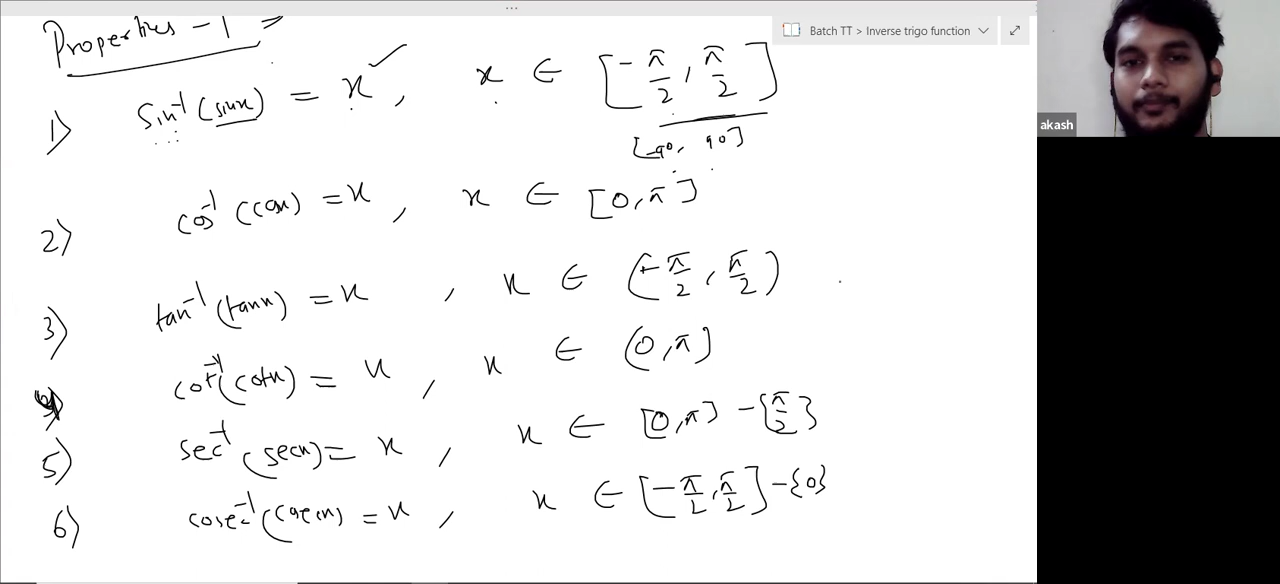 Properties - 1 ⇒
Batch TT > Inverse trigo function
1) Sin⁻¹(sinx) = x, x ∈ [-π/2, π/2]
[-90, 90]
akash
2) cos⁻¹(cosx) = x, x ∈ [0, π]
3) tan⁻¹(tanx) = x, x ∈ (-π/2, π/2)
cot⁻¹(cotx) = x, x ∈ (0, π)
5) sec⁻¹(secx) = x, x ∈ [0, π] - {π/2}
6) cosec⁻¹(cosecx) = x, x ∈ [-π/2, π/2] - {0}